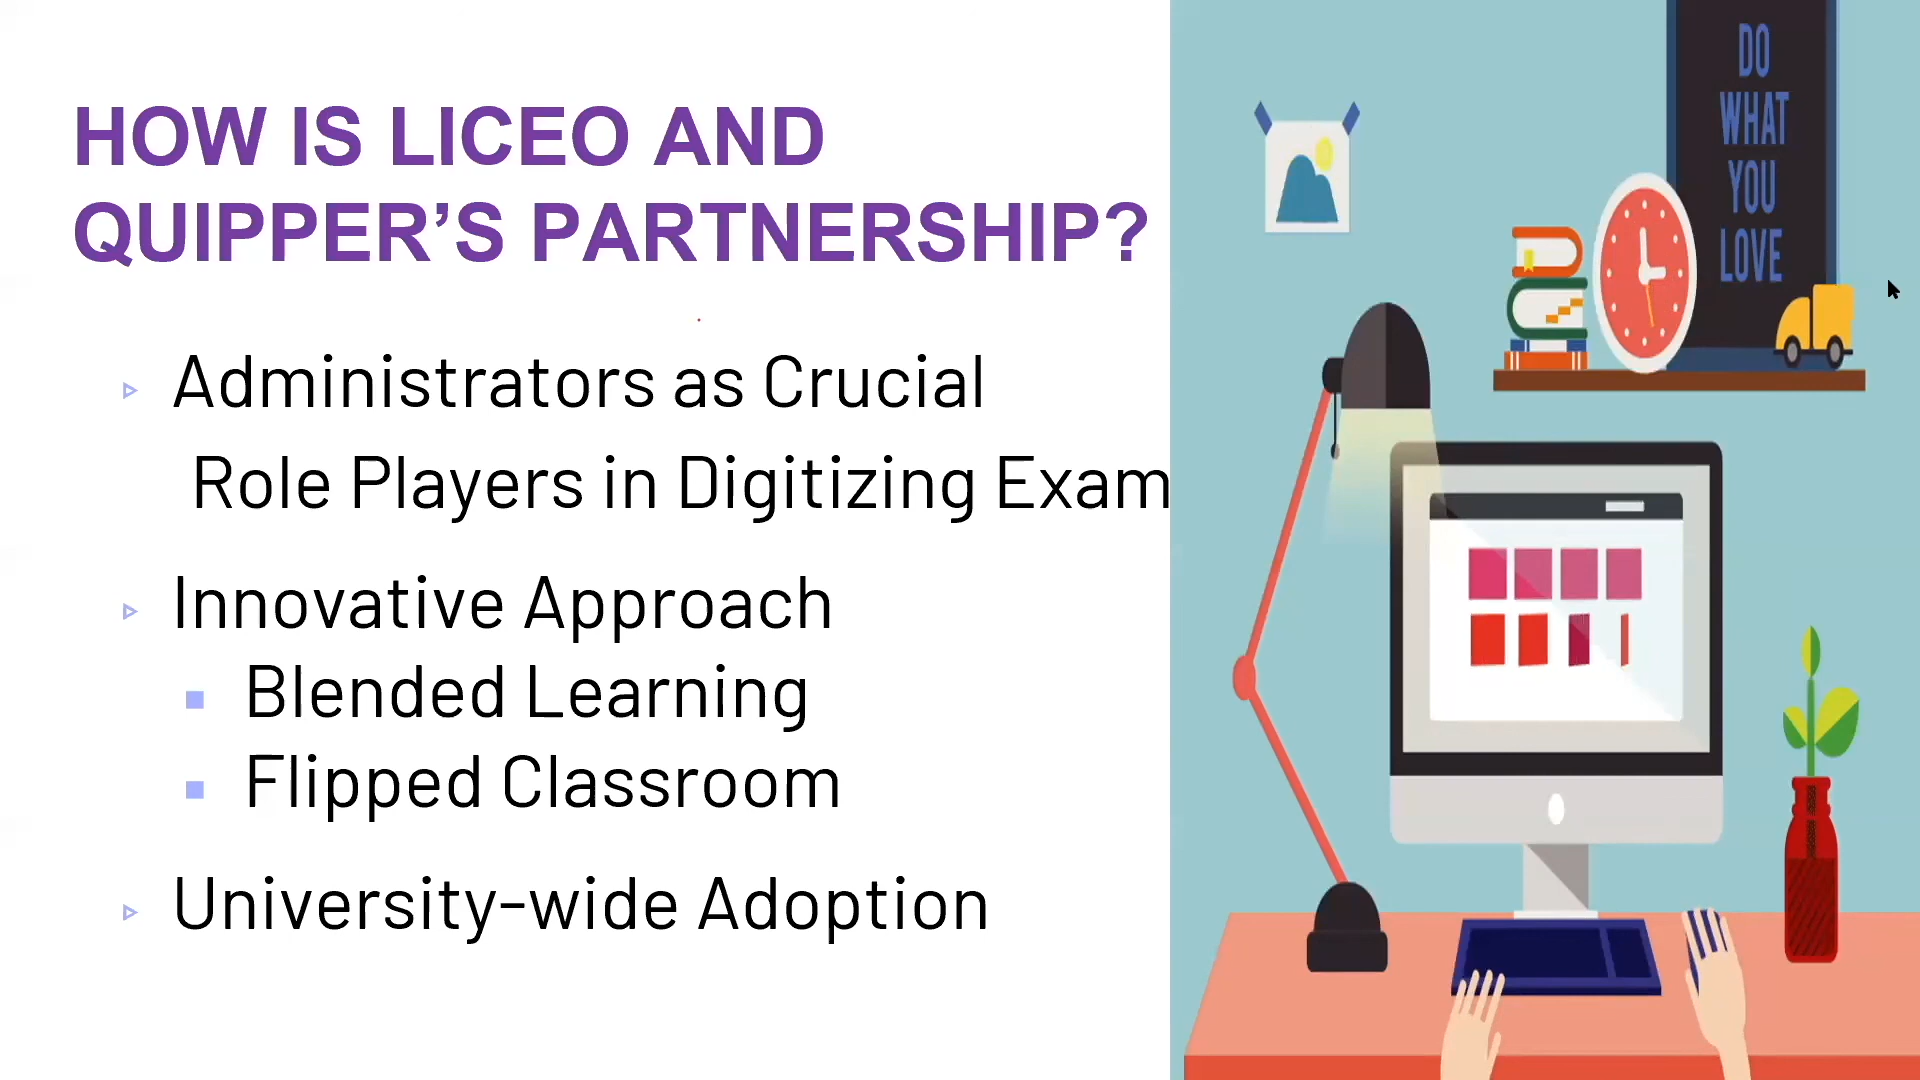 HOW IS LICEO AND
QUIPPER’S PARTNERSHIP?
Administrators as Crucial
Role Players in Digitizing Exam
Innovative Approach
Blended Learning
Flipped Classroom
University-wide Adoption
DO
WHAT
YOU
LOVE